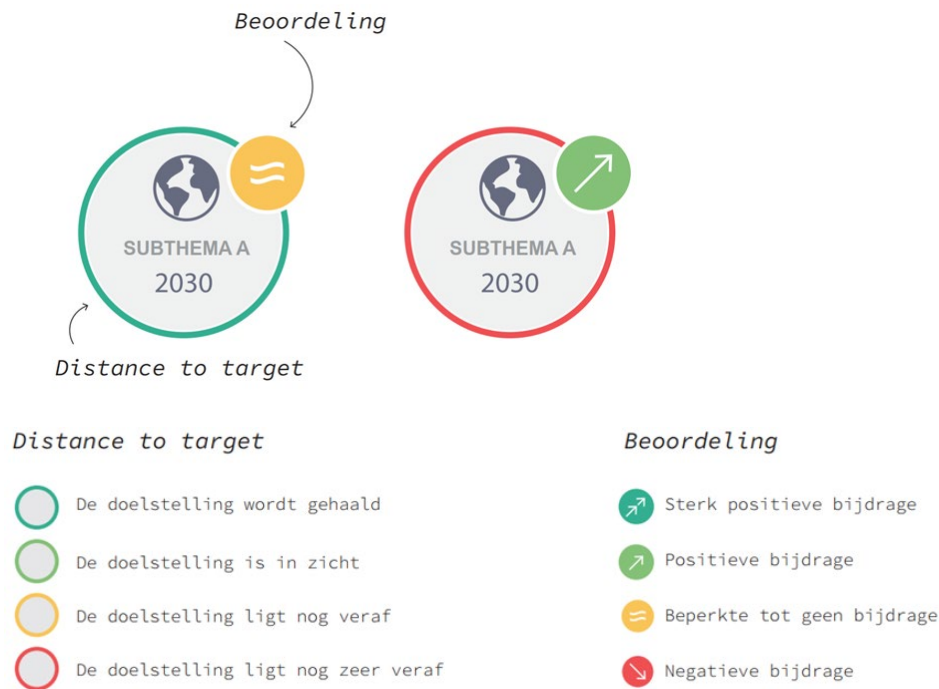 Beoordeling
SUBTHEMA A
2030
SUBTHEMA A
2030
Distance to target
Distance to target
De doelstelling wordt gehaald
De doelstelling is in zicht
De doelstelling ligt nog veraf
De doelstelling ligt nog zeer veraf
Beoordeling
Sterk positieve bijdrage
Positieve bijdrage
Beperkte tot geen bijdrage
Negatieve bijdrage